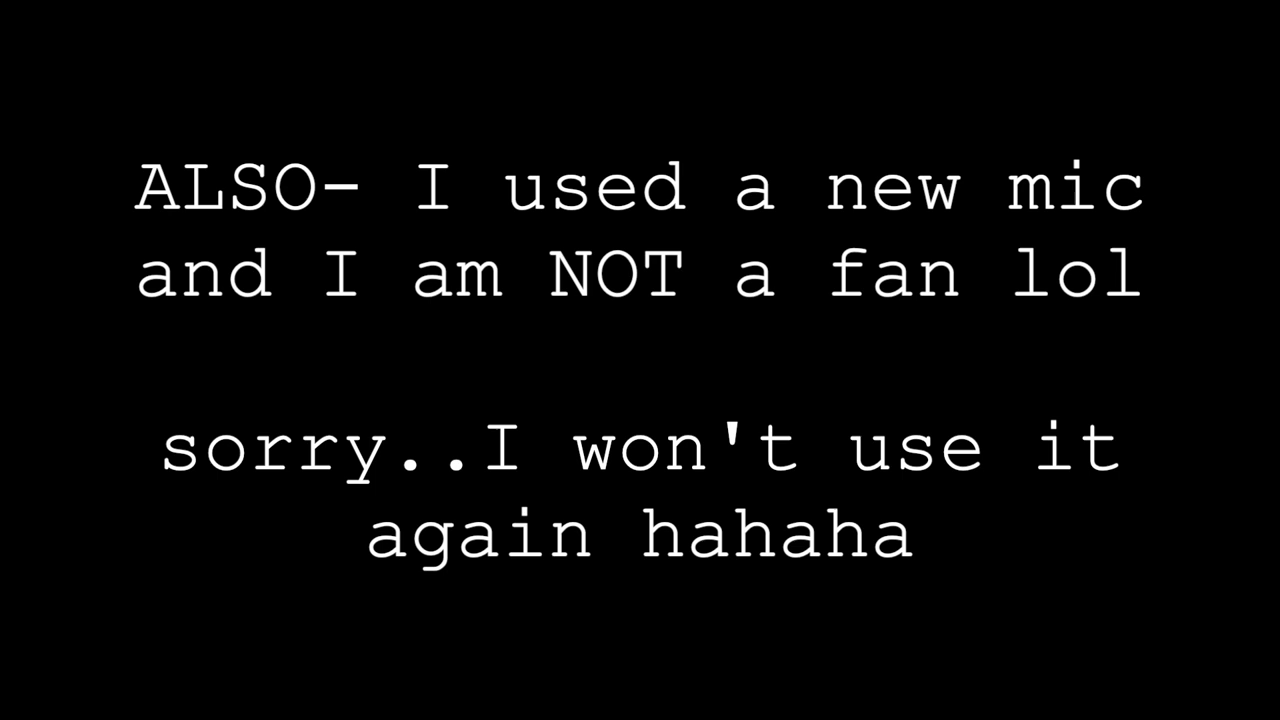 ALSO- I used a new mic
and I am NOT a fan lol
sorry..I won't use it
again hahaha